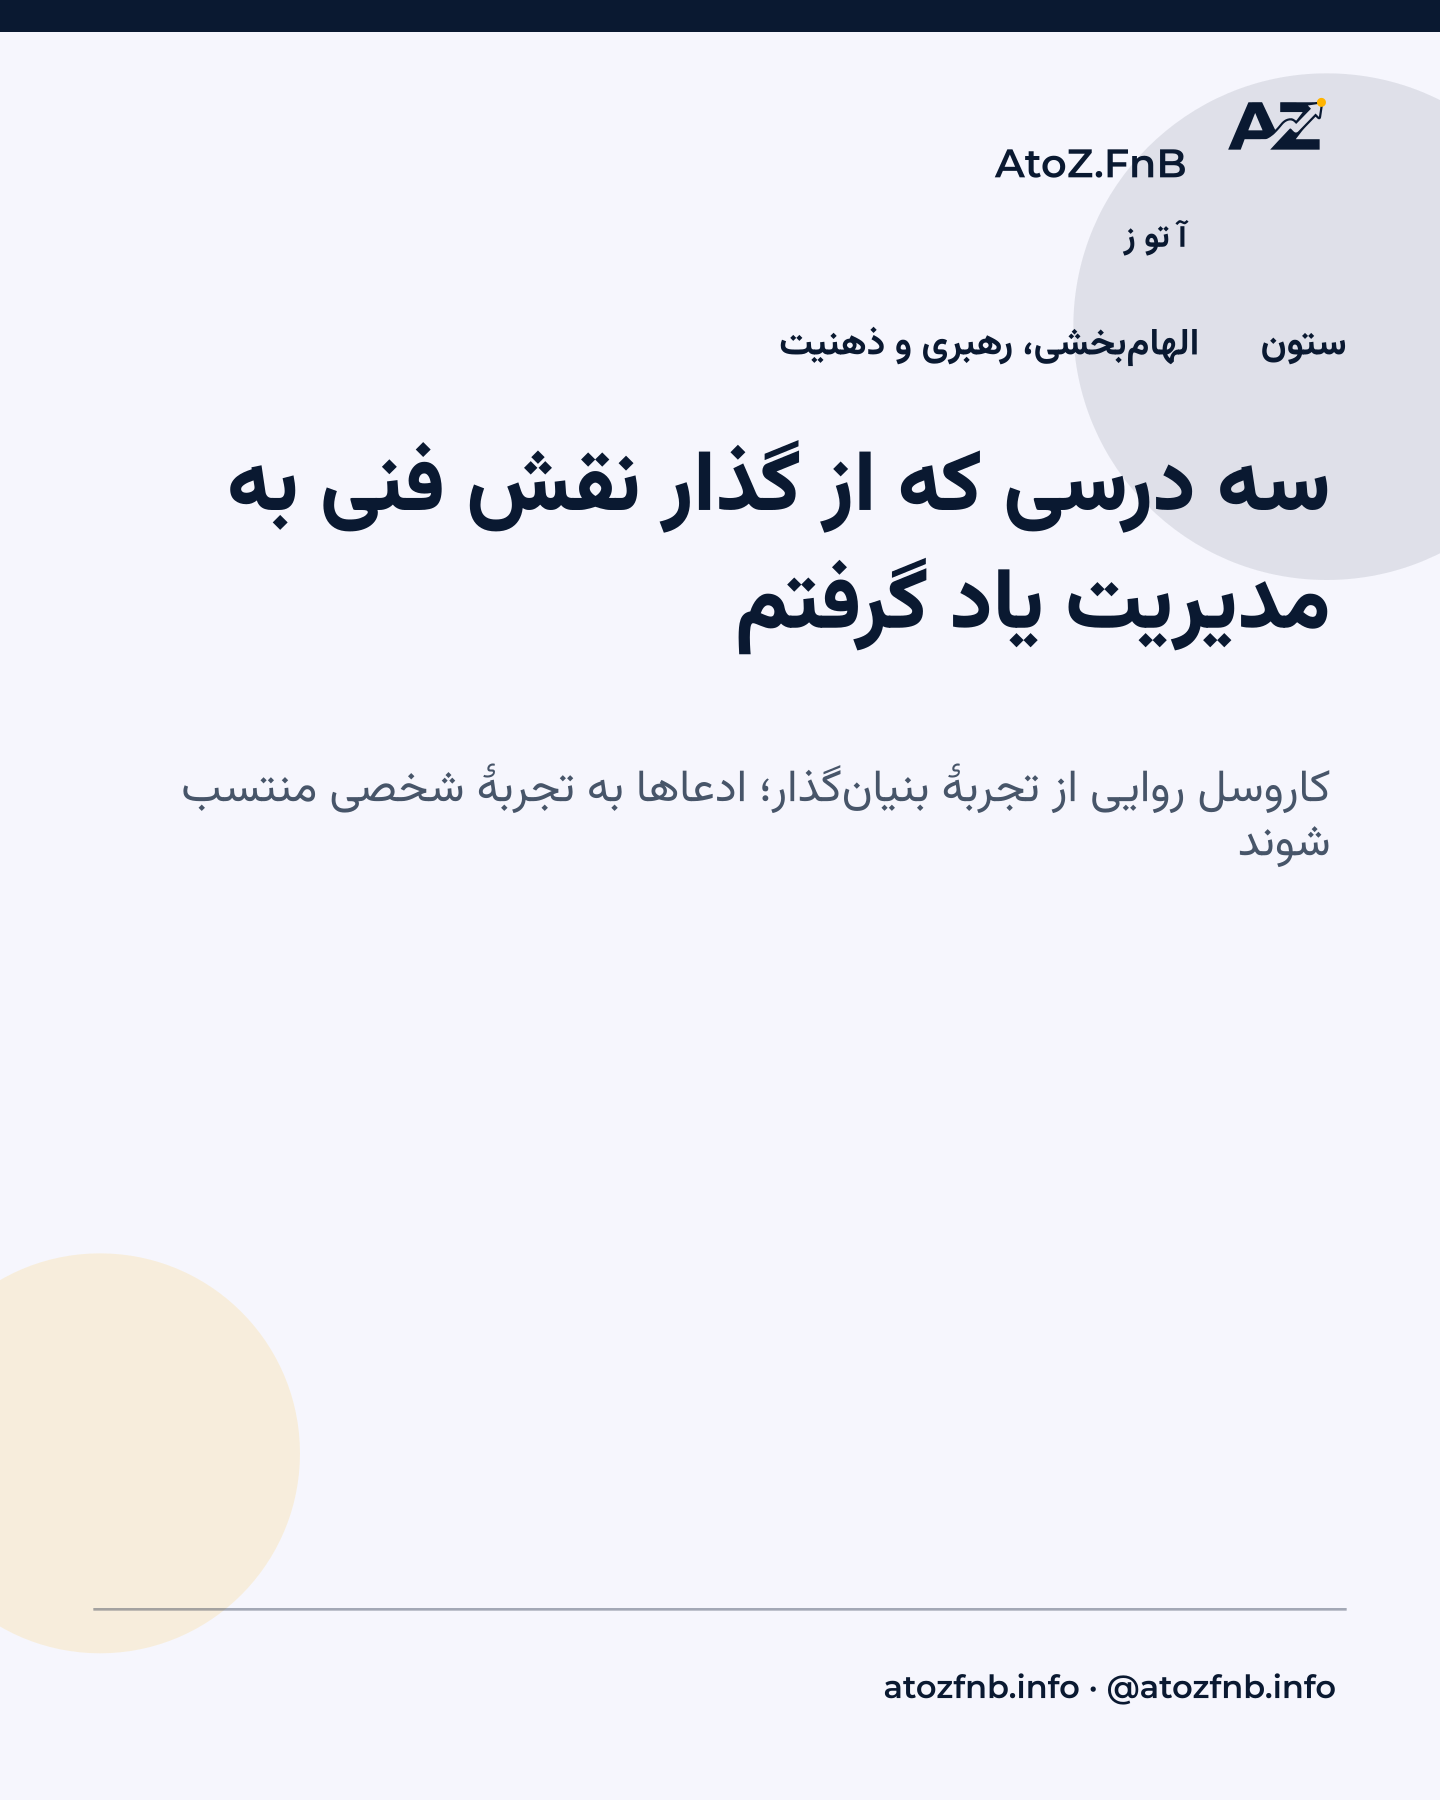 AZ
AtoZ.FnB
آ تو ز
ستون الهام‌بخشی، رهبری و ذهنیت
سه درسی که از گذار نقش فنی به
مدیریت یاد گرفتم
کاروسل روایی از تجربهٔ بنیان‌گذار؛ ادعاها به تجربهٔ شخصی منتسب
شوند
atozfnb.info · @atozfnb.info